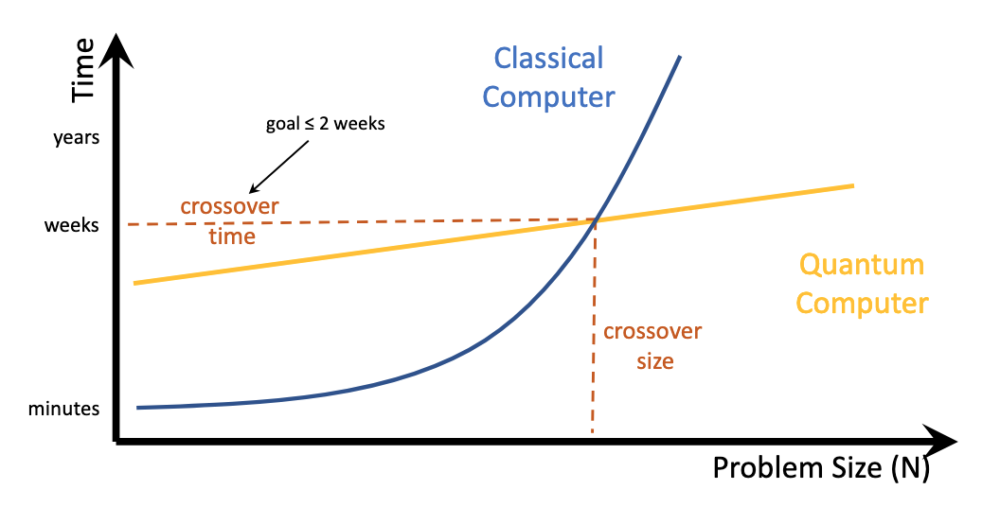 Time
Classical
Computer
goal ≤ 2 weeks
years
crossover
time
weeks
Quantum
Computer
crossover
size
minutes
Problem Size (N)